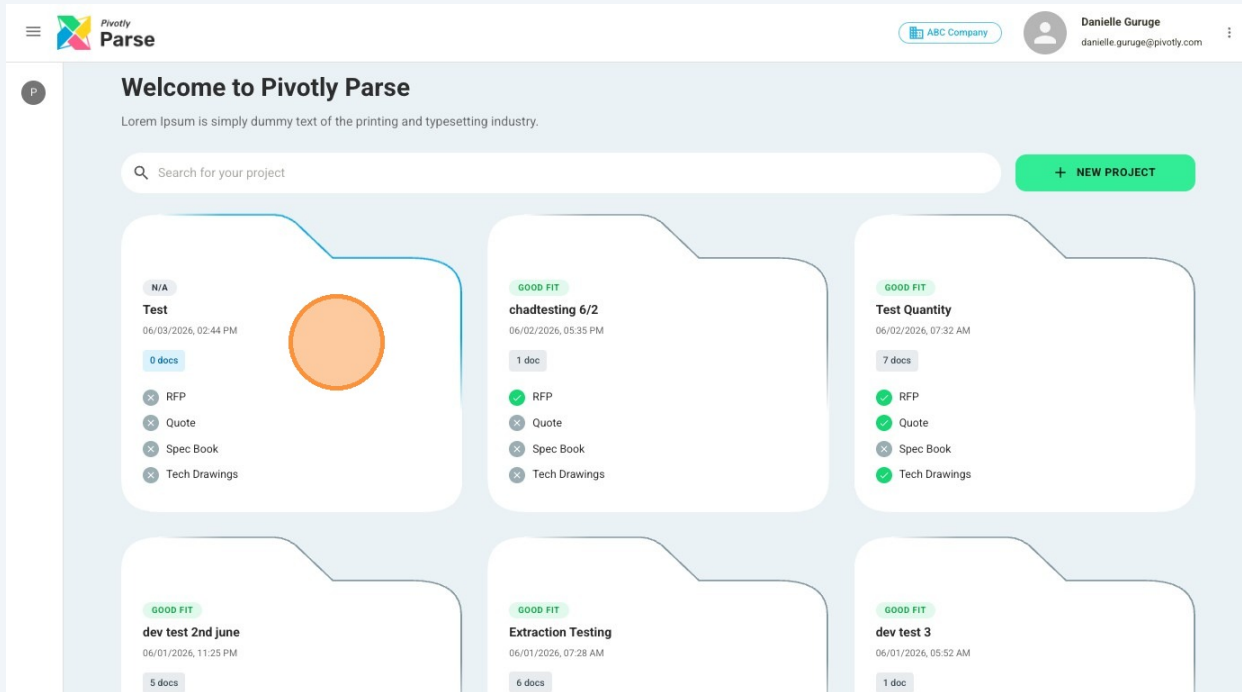 Pivotly
Parse
ABC Company
Danielle Guruge
danielle.guruge@pivotly.com
P
Welcome to Pivotly Parse
Lorem Ipsum is simply dummy text of the printing and typesetting industry.
Search for your project
+ NEW PROJECT
N/A
Test
06/03/2026, 02:44 PM
0 docs
RFP
Quote
Spec Book
Tech Drawings
GOOD FIT
chadtesting 6/2
06/02/2026, 05:35 PM
1 doc
RFP
Quote
Spec Book
Tech Drawings
GOOD FIT
Test Quantity
06/02/2026, 07:32 AM
7 docs
RFP
Quote
Spec Book
Tech Drawings
GOOD FIT
dev test 2nd june
06/01/2026, 11:25 PM
5 docs
GOOD FIT
Extraction Testing
06/01/2026, 07:28 AM
6 docs
GOOD FIT
dev test 3
06/01/2026, 05:52 AM
1 doc